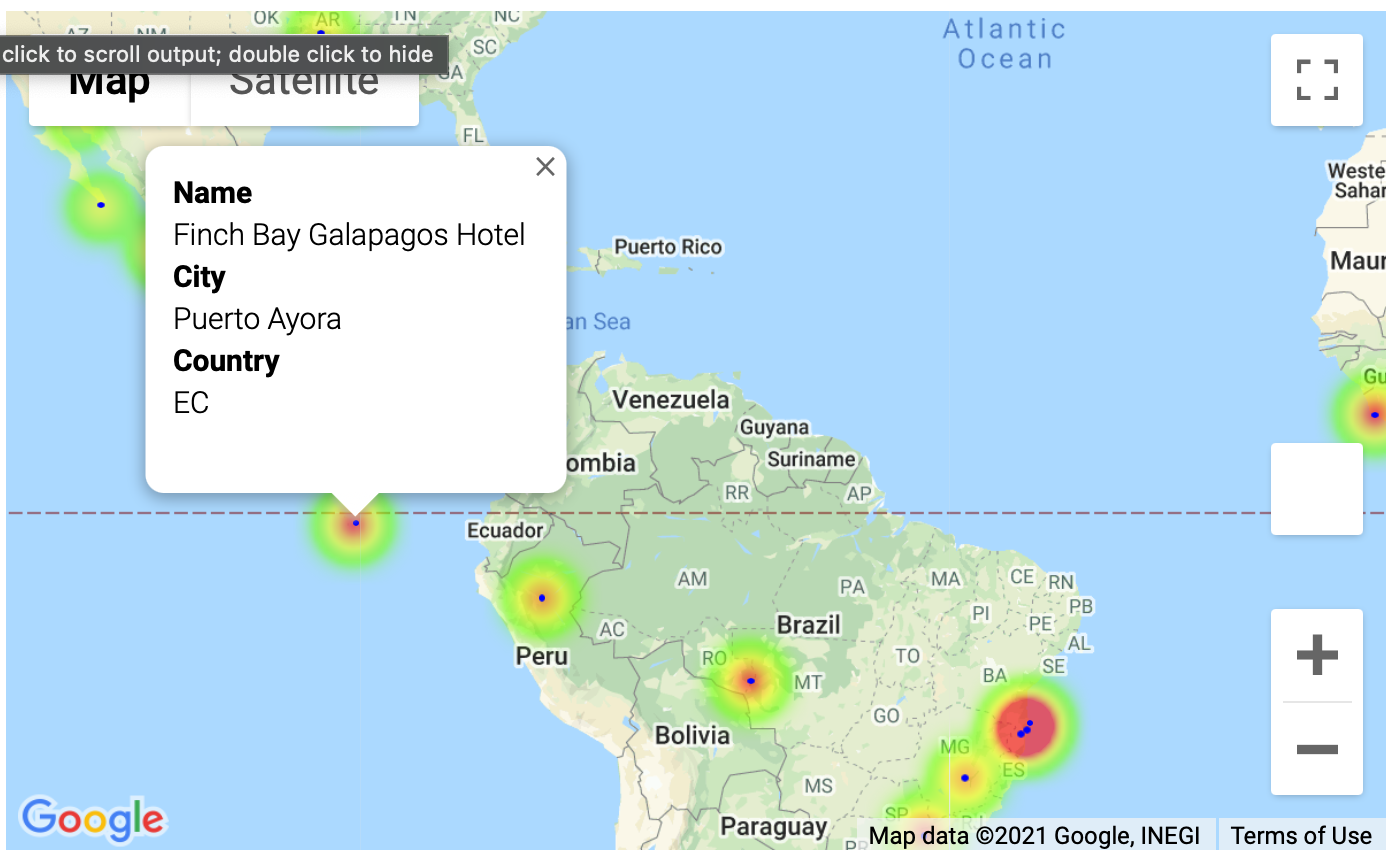 OK
AR
TN
NC
AZ
NM
SC
GA
click to scroll output; double click to hide
Map
Satellite
FL
Atlantic
Ocean
Name
Finch Bay Galapagos Hotel
City
Puerto Ayora
Country
EC
Puerto Rico
an Sea
Weste
Sahar
Maur
Gu
Venezuela
Guyana
Suriname
ombia
RR
AP
Ecuador
AM
PA
MA
CE
RN
PB
PI
PE
AL
AC
Brazil
TO
SE
Peru
RO
MT
BA
GO
Bolivia
MG
ES
MS
SP
RJ
Paraguay
PR
Google
Map data ©2021 Google, INEGI
Terms of Use